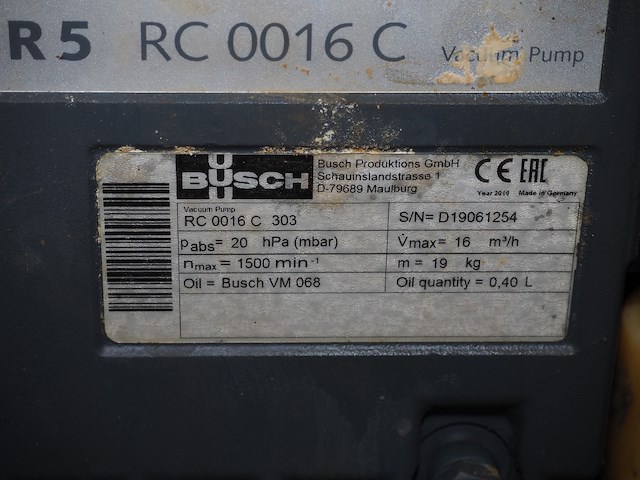 R 5 RC 0016 C Vacuum Pump
BUSCH
Busch Produktions GmbH
Schauinslandstrasse 1
D-79689 Maulburg
CE EAC
Made in Germany
Vacuum Pump
RC 0016 C 303
S/N= D19061254
pabs= 20 hPa (mbar)
V̇max= 16 m³/h
nmax= 1500 min⁻¹
m= 19 kg
Oil = Busch VM 068
Oil quantity = 0,40 L